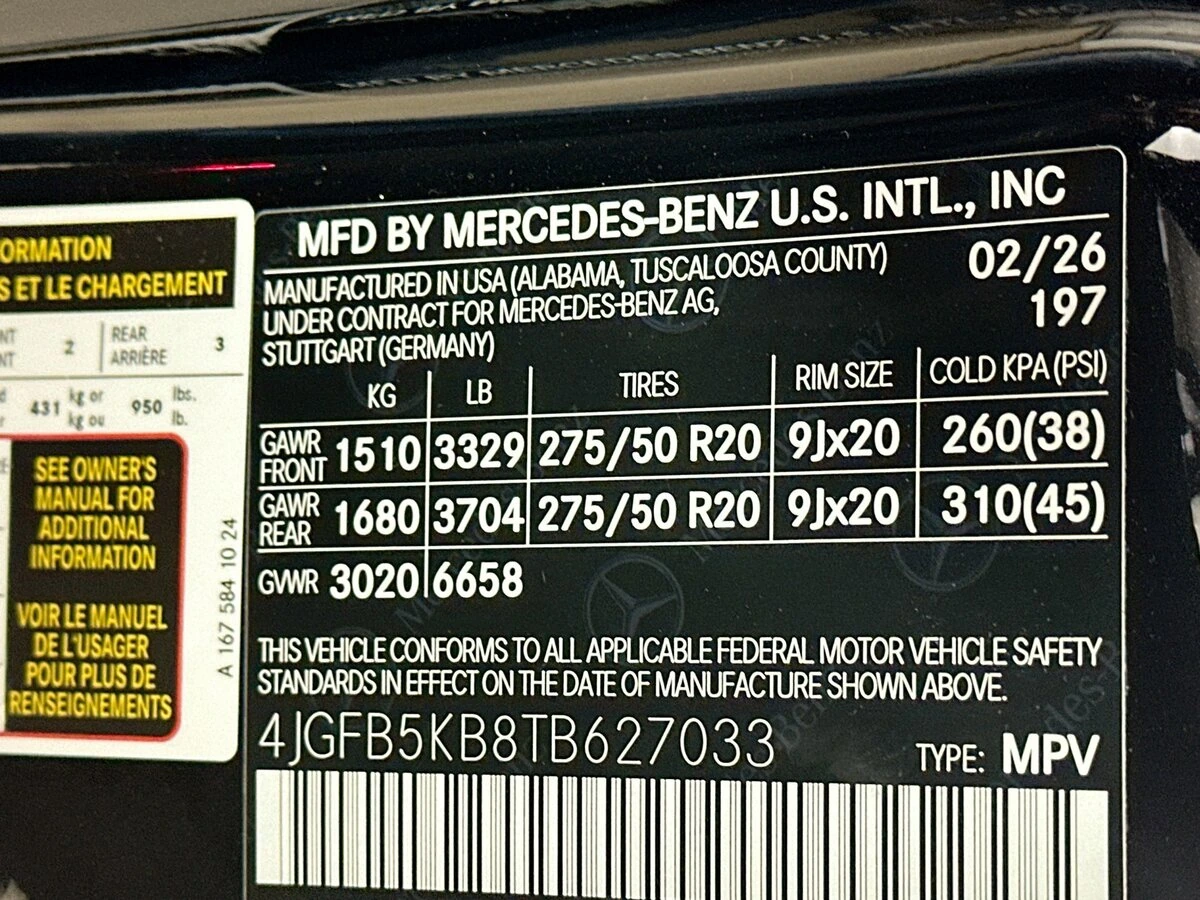 ORMATION
S ET LE CHARGEMENT
NT 2 REAR 3
NT ARRIÈRE
431 kg or 950 lbs.
kg ou lb.
SEE OWNER'S
MANUAL FOR
ADDITIONAL
INFORMATION
VOIR LE MANUEL
DE L'USAGER
POUR PLUS DE
RENSEIGNEMENTS
A 167 584 10 24
MFD BY MERCEDES-BENZ U.S. INTL., INC
MANUFACTURED IN USA (ALABAMA, TUSCALOOSA COUNTY) 02/26
UNDER CONTRACT FOR MERCEDES-BENZ AG, 197
STUTTGART (GERMANY)
KG LB TIRES RIM SIZE COLD KPA (PSI)
GAWR FRONT 1510 3329 275/50 R20 9Jx20 260(38)
GAWR REAR 1680 3704 275/50 R20 9Jx20 310(45)
GVWR 3020 6658
THIS VEHICLE CONFORMS TO ALL APPLICABLE FEDERAL MOTOR VEHICLE SAFETY
STANDARDS IN EFFECT ON THE DATE OF MANUFACTURE SHOWN ABOVE.
4JGFB5KB8TB627033
TYPE: MPV